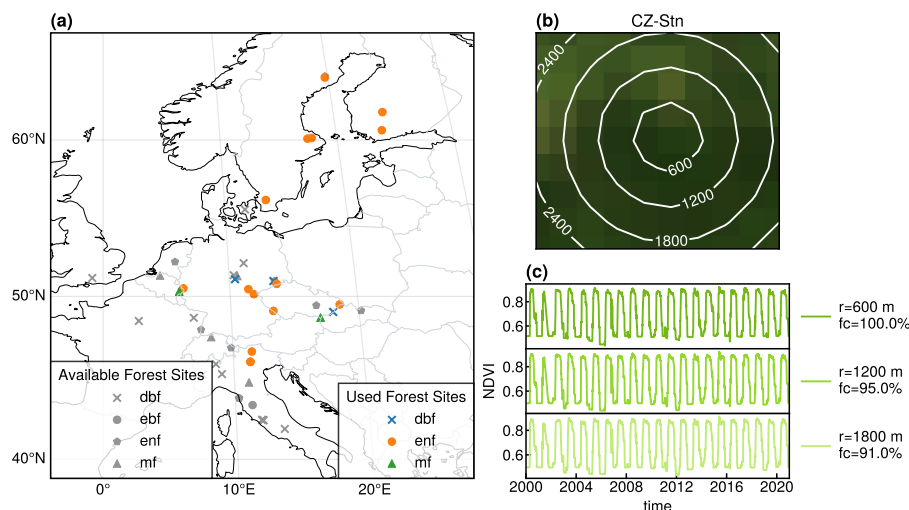 (a)
60°N
50°N
40°N
0°
10°E
20°E
Available Forest Sites
dbf
ebf
enf
mf
Used Forest Sites
dbf
enf
mf
(b)
CZ-Stn
2400
600
1200
2400
1800
(c)
NDVI
0.8
0.6
0.8
0.6
0.8
0.6
2000
2004
2008
2012
2016
2020
time
r=600 m
fc=100.0%
r=1200 m
fc=95.0%
r=1800 m
fc=91.0%